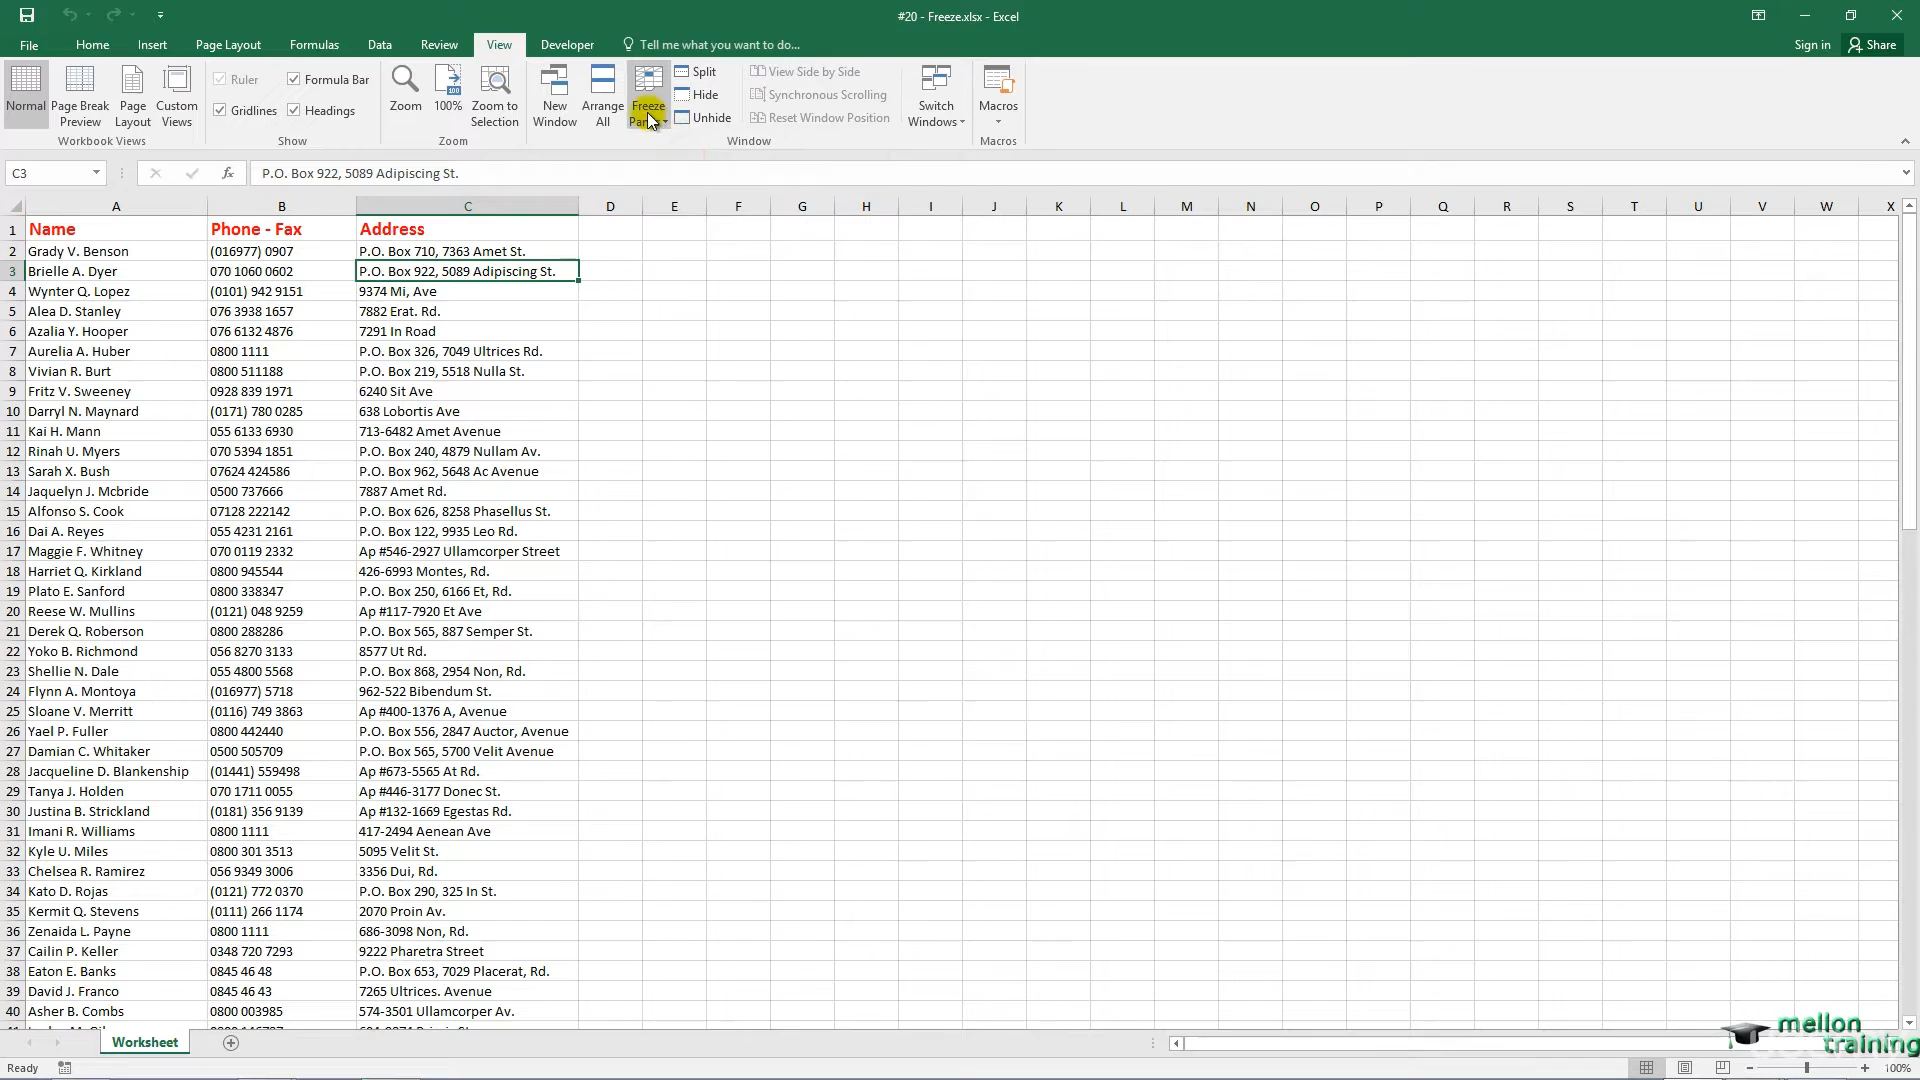 #20 - Freeze.xlsx - Excel
File Home Insert Page Layout Formulas Data Review View Developer Tell me what you want to do... Sign in Share
Normal Page Break Preview Page Layout Custom Views
Ruler Formula Bar
Gridlines Headings
Zoom 100% Zoom to Selection
New Window Arrange All Freeze
Split
Hide
Unhide
View Side by Side
Synchronous Scrolling
Reset Window Position
Switch Windows Macros
Workbook Views Show Zoom Window Macros
C3 fx P.O. Box 922, 5089 Adipiscing St.
A B C D E F G H I J K L M N O P Q R S T U V W X
1 Name Phone - Fax Address
2 Grady V. Benson (016977) 0907 P.O. Box 710, 7363 Amet St.
3 Brielle A. Dyer 070 1060 0602 P.O. Box 922, 5089 Adipiscing St.
4 Wynter Q. Lopez (0101) 942 9151 9374 Mi, Ave
5 Alea D. Stanley 076 3938 1657 7882 Erat. Rd.
6 Azalia Y. Hooper 076 6132 4876 7291 In Road
7 Aurelia A. Huber 0800 1111 P.O. Box 326, 7049 Ultrices Rd.
8 Vivian R. Burt 0800 511188 P.O. Box 219, 5518 Nulla St.
9 Fritz V. Sweeney 0928 839 1971 6240 Sit Ave
10 Darryl N. Maynard (0171) 780 0285 638 Lobortis Ave
11 Kai H. Mann 055 6133 6930 713-6482 Amet Avenue
12 Rinah U. Myers 070 5394 1851 P.O. Box 240, 4879 Nullam Av.
13 Sarah X. Bush 07624 424586 P.O. Box 962, 5648 Ac Avenue
14 Jaquelyn J. Mcbride 0500 737666 7887 Amet Rd.
15 Alfonso S. Cook 07128 222142 P.O. Box 626, 8258 Phasellus St.
16 Dai A. Reyes 055 4231 2161 P.O. Box 122, 9935 Leo Rd.
17 Maggie F. Whitney 070 0119 2332 Ap #546-2927 Ullamcorper Street
18 Harriet Q. Kirkland 0800 945544 426-6993 Montes, Rd.
19 Plato E. Sanford 0800 338347 P.O. Box 250, 6166 Et, Rd.
20 Reese W. Mullins (0121) 048 9259 Ap #117-7920 Et Ave
21 Derek Q. Roberson 0800 288286 P.O. Box 565, 887 Semper St.
22 Yoko B. Richmond 056 8270 3133 8577 Ut Rd.
23 Shellie N. Dale 055 4800 5568 P.O. Box 868, 2954 Non, Rd.
24 Flynn A. Montoya (016977) 5718 962-522 Bibendum St.
25 Sloane V. Merritt (0116) 749 3863 Ap #400-1376 A, Avenue
26 Yael P. Fuller 0800 442440 P.O. Box 556, 2847 Auctor, Avenue
27 Damian C. Whitaker 0500 505709 P.O. Box 565, 5700 Velit Avenue
28 Jacqueline D. Blankenship (01441) 559498 Ap #673-5565 At Rd.
29 Tanya J. Holden 070 1711 0055 Ap #446-3177 Donec St.
30 Justina B. Strickland (0181) 356 9139 Ap #132-1669 Egestas Rd.
31 Imani R. Williams 0800 1111 417-2494 Aenean Ave
32 Kyle U. Miles 0800 301 3513 5095 Velit St.
33 Chelsea R. Ramirez 056 9349 3006 3356 Dui, Rd.
34 Kato D. Rojas (0121) 772 0370 P.O. Box 290, 325 In St.
35 Kermit Q. Stevens (0111) 266 1174 2070 Proin Av.
36 Zenaida L. Payne 0800 1111 686-3098 Non, Rd.
37 Cailin P. Keller 0348 720 7293 9222 Pharetra Street
38 Eaton E. Banks 0845 46 48 P.O. Box 653, 7029 Placerat, Rd.
39 David J. Franco 0845 46 43 7265 Ultrices. Avenue
40 Asher B. Combs 0800 003985 574-3501 Ullamcorper Av.
Worksheet
mellon
training
Ready 100%